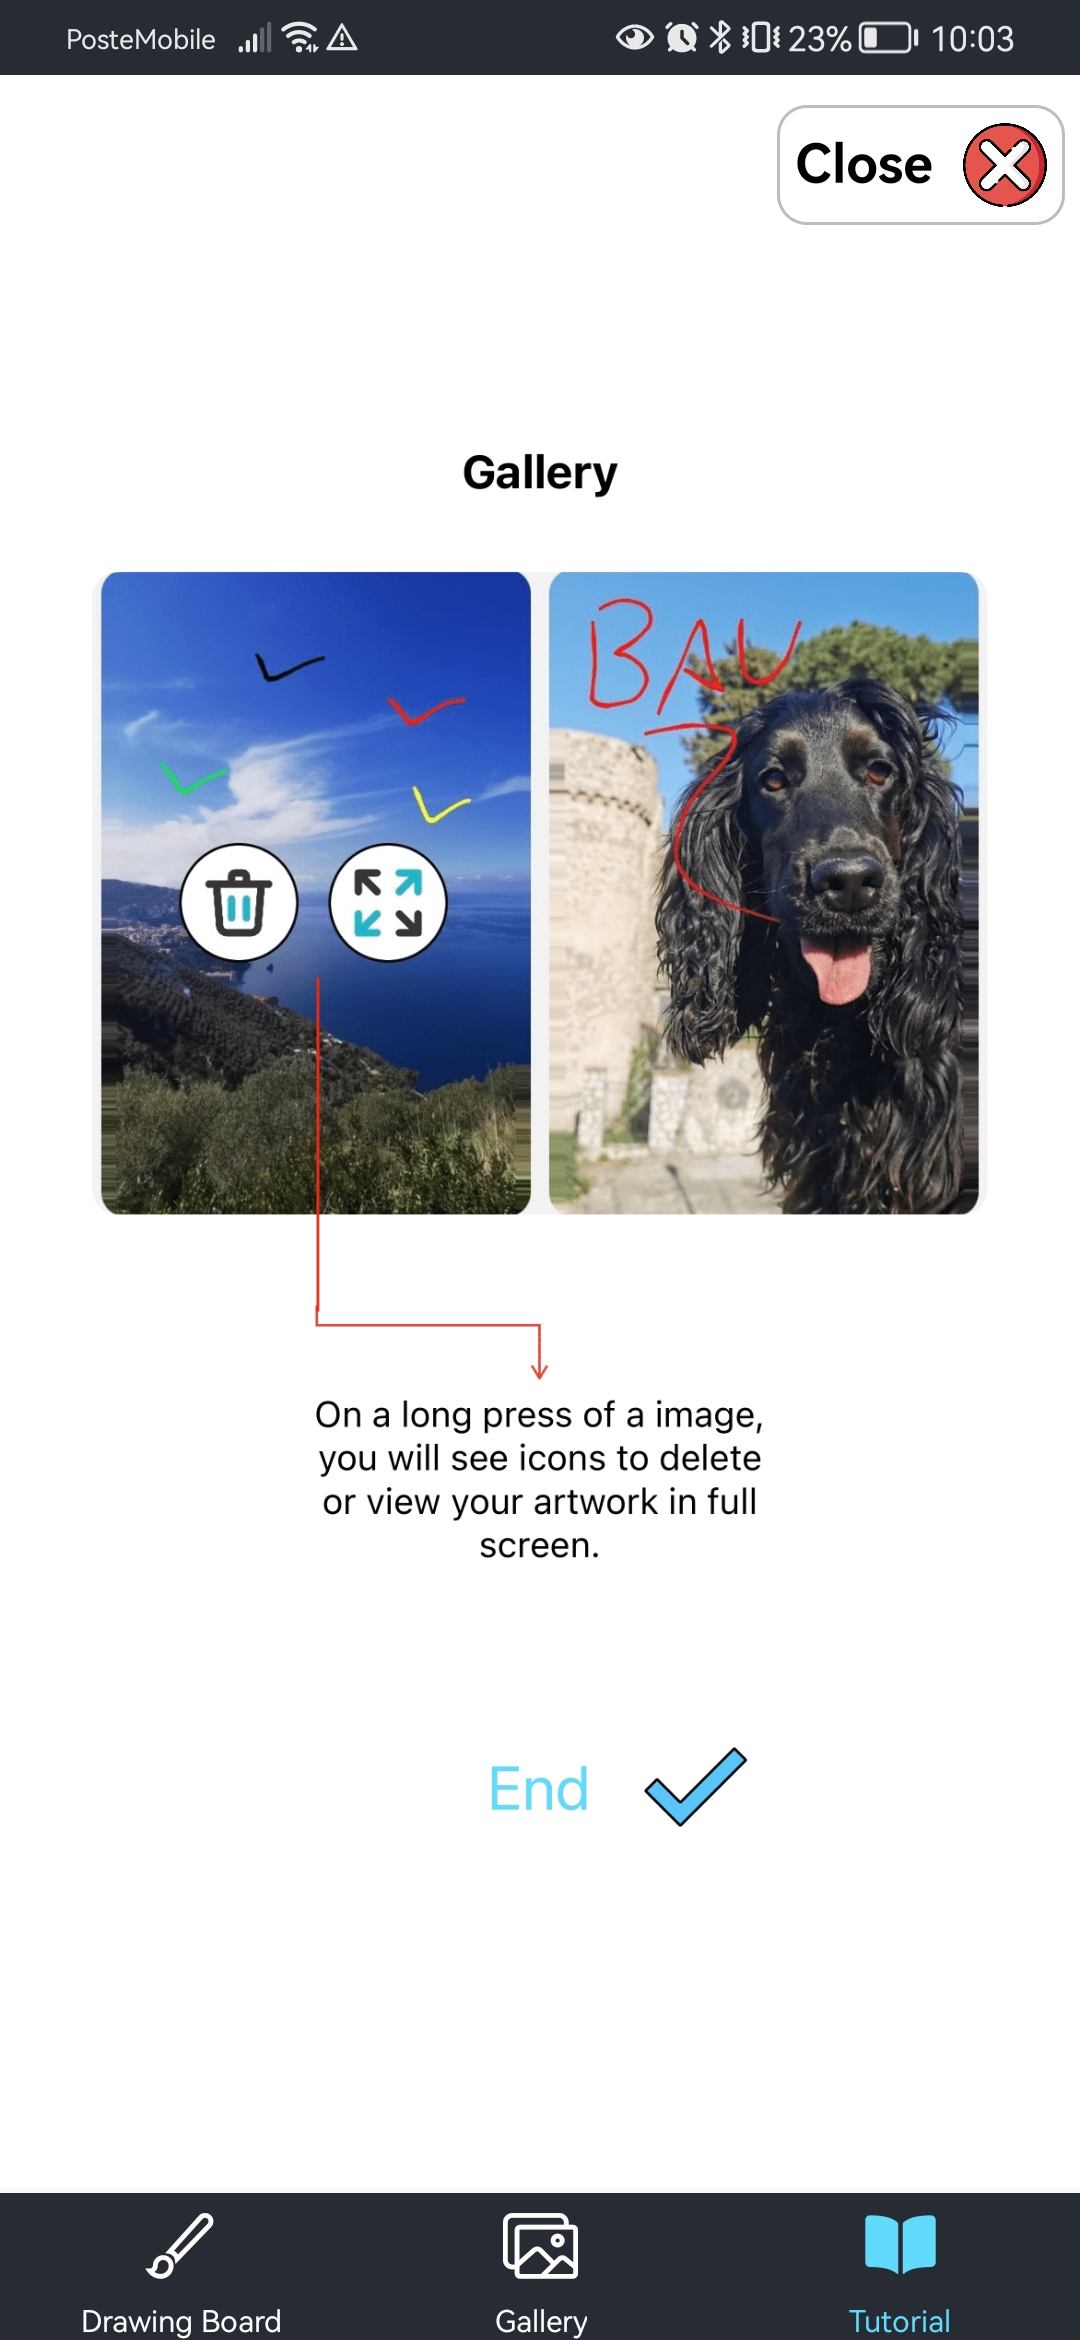 PosteMobile 23% 10:03
Close
Gallery
BAU
On a long press of a image,
you will see icons to delete
or view your artwork in full
screen.
End
Drawing Board Gallery Tutorial